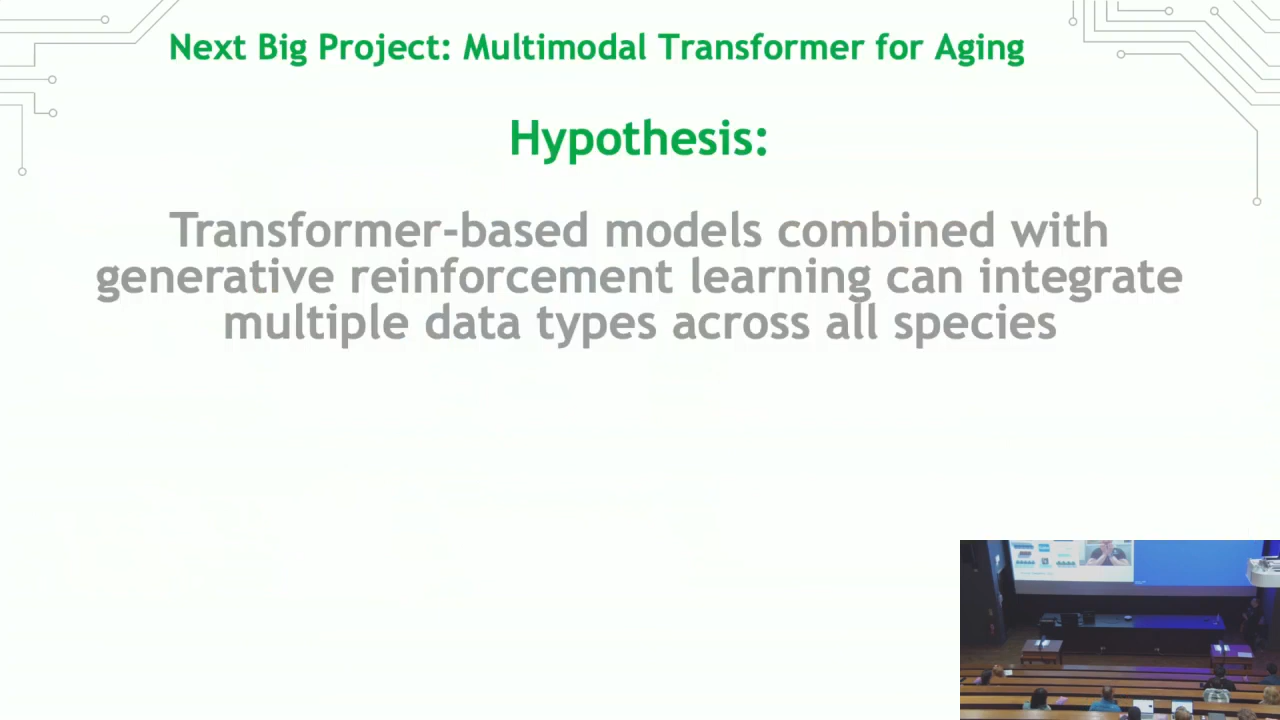 Next Big Project: Multimodal Transformer for Aging
Hypothesis:
Transformer-based models combined with
generative reinforcement learning can integrate
multiple data types across all species